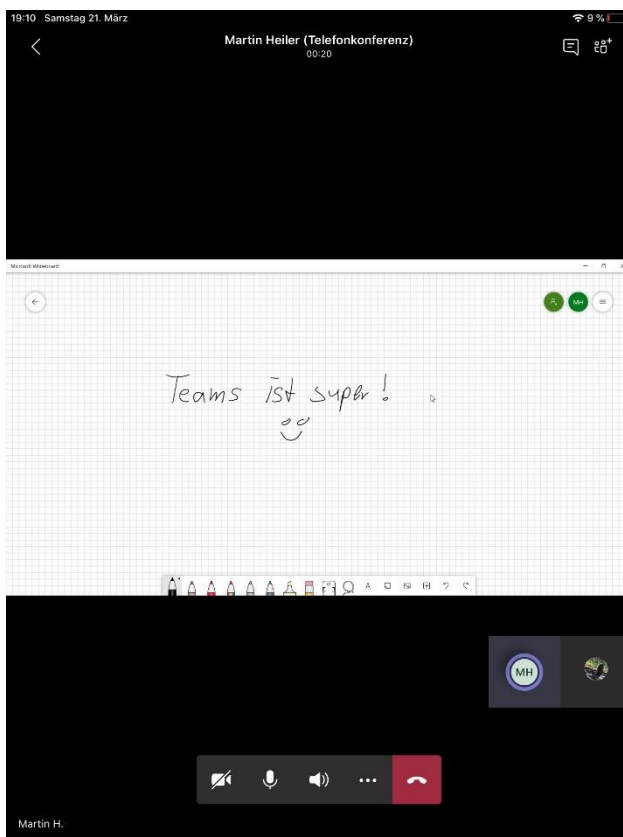 19:10 Samstag 21. März
9 %
Martin Heiler (Telefonkonferenz)
00:20
Microsoft Whiteboard
MH
Teams ist super!
A
MH
Martin H.